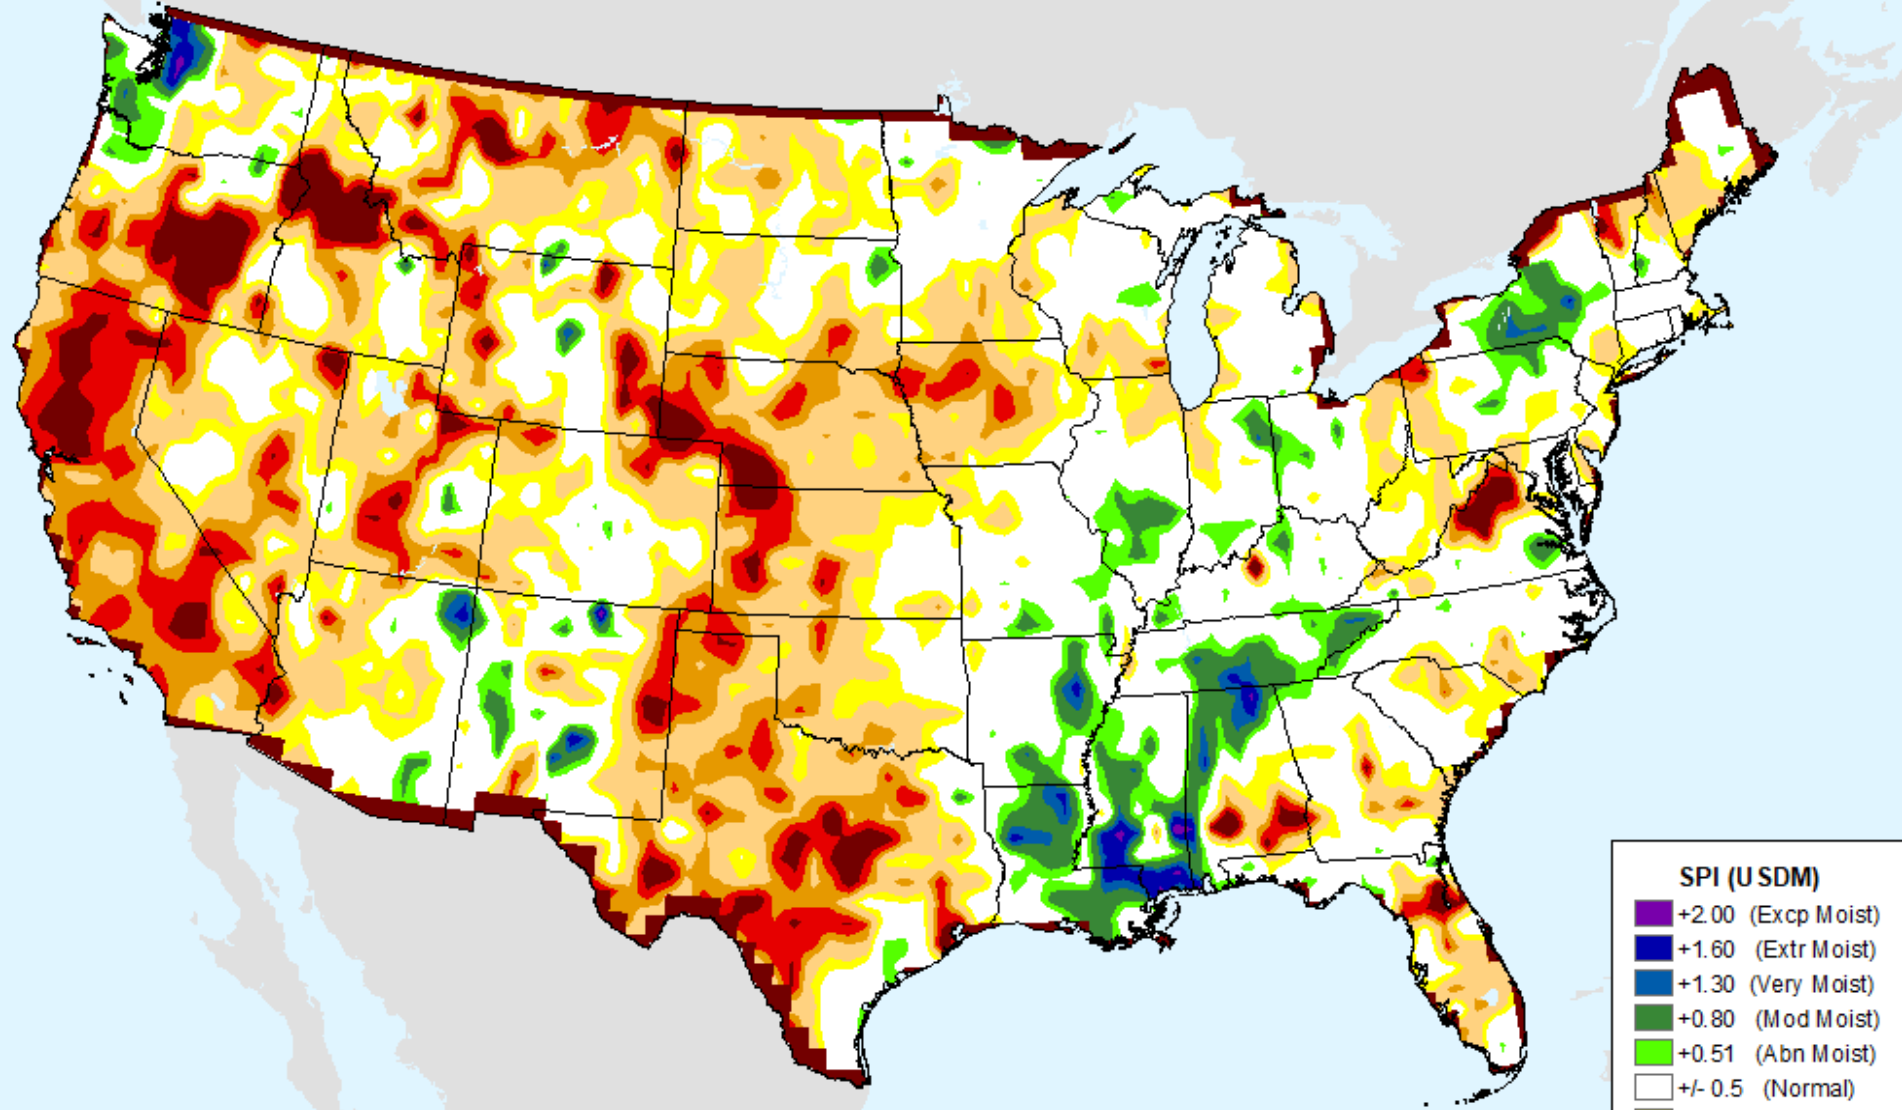 SPI (USDM)
+2.00 (Excp Moist)
+1.60 (Extr Moist)
+1.30 (Very Moist)
+0.80 (Mod Moist)
+0.51 (Abn Moist)
+/- 0.5 (Normal)